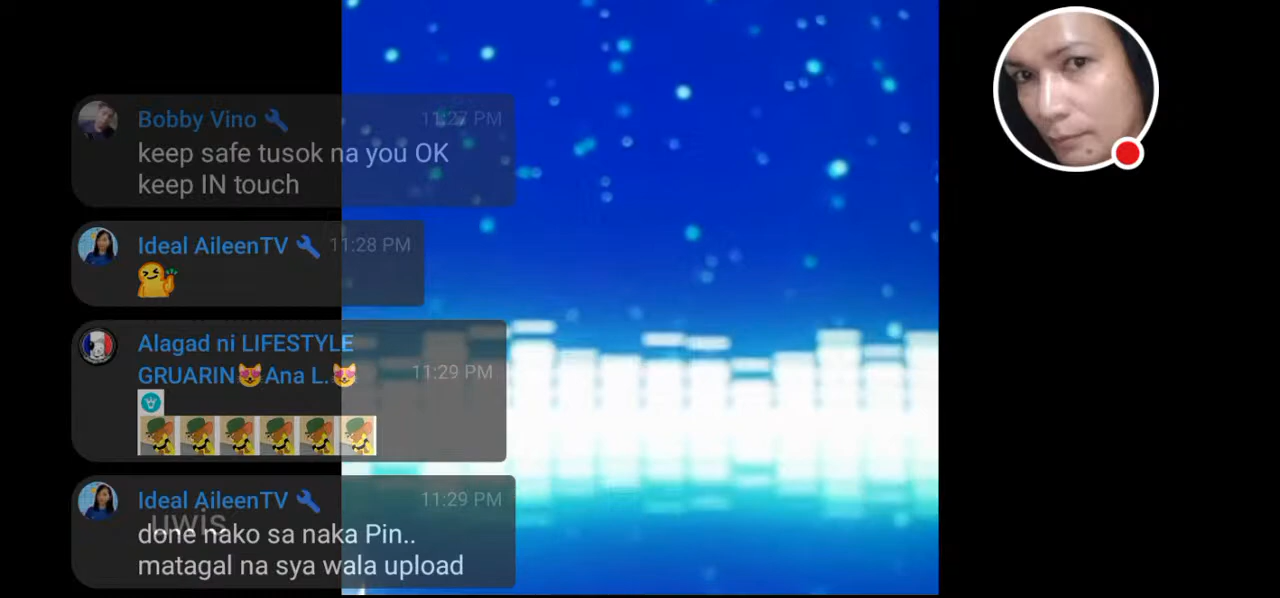 Bobby Vino 11:27 PM
keep safe tusok na you OK
keep IN touch
Ideal AileenTV 11:28 PM
Alagad ni LIFESTYLE
GRUARIN😻Ana L.😻 11:29 PM
Ideal AileenTV 11:29 PM
uwis
done nako sa naka Pin..
matagal na sya wala upload